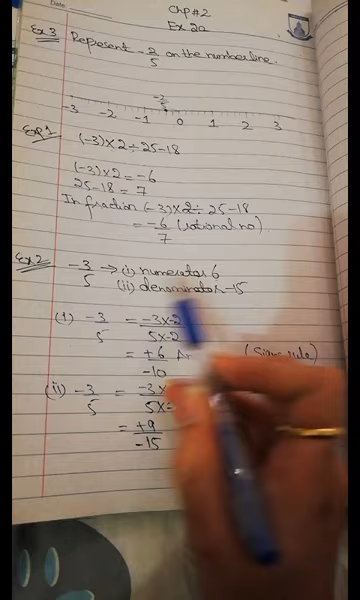 Date:
Chp#2
Ex 2a
Ex 3 Represent -2/5 on the number line.
-2/5
-3 -2 -1 0 1 2 3
Exp 1 (-3)×2÷25-18
(-3)×2 = -6
25-18 = 7
In fraction (-3)×2÷25-18
= -6/7 (rational no)
Ex 2 -3/5 → (i) numerator 6
(ii) denominator -15
(i) -3/5 = -3×-2/5×-2
= +6/-10 (sign rule)
(ii) -3/5 = -3×/5×-
= +9/-15